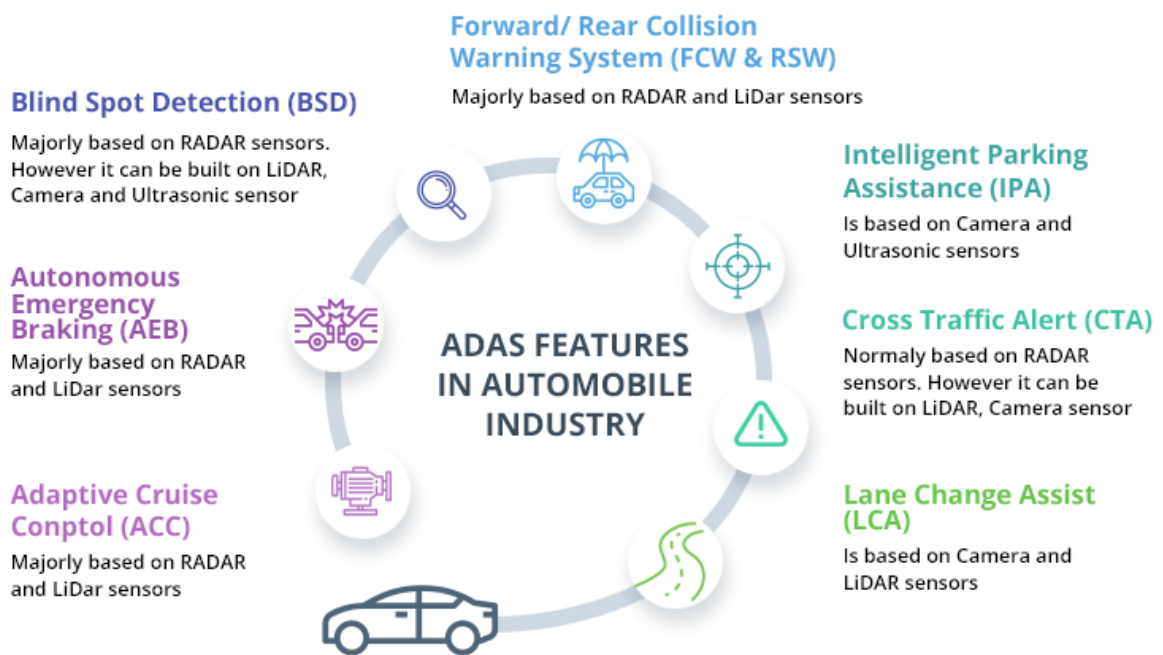 Forward/ Rear Collision
Warning System (FCW & RSW)
Majorly based on RADAR and LiDar sensors
Blind Spot Detection (BSD)
Majorly based on RADAR sensors.
However it can be built on LiDAR,
Camera and Ultrasonic sensor
Intelligent Parking
Assistance (IPA)
Is based on Camera and
Ultrasonic sensors
Autonomous
Emergency
Braking (AEB)
Majorly based on RADAR
and LiDar sensors
ADAS FEATURES
IN AUTOMOBILE
INDUSTRY
Cross Traffic Alert (CTA)
Normaly based on RADAR
sensors. However it can be
built on LiDAR, Camera sensor
Adaptive Cruise
Conptol (ACC)
Majorly based on RADAR
and LiDar sensors
Lane Change Assist
(LCA)
Is based on Camera and
LiDAR sensors